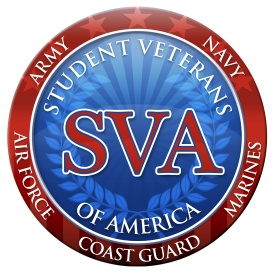 ARMY
NAVY
STUDENT VETERANS
SVA
OF AMERICA
AIR FORCE
MARINES
COAST GUARD